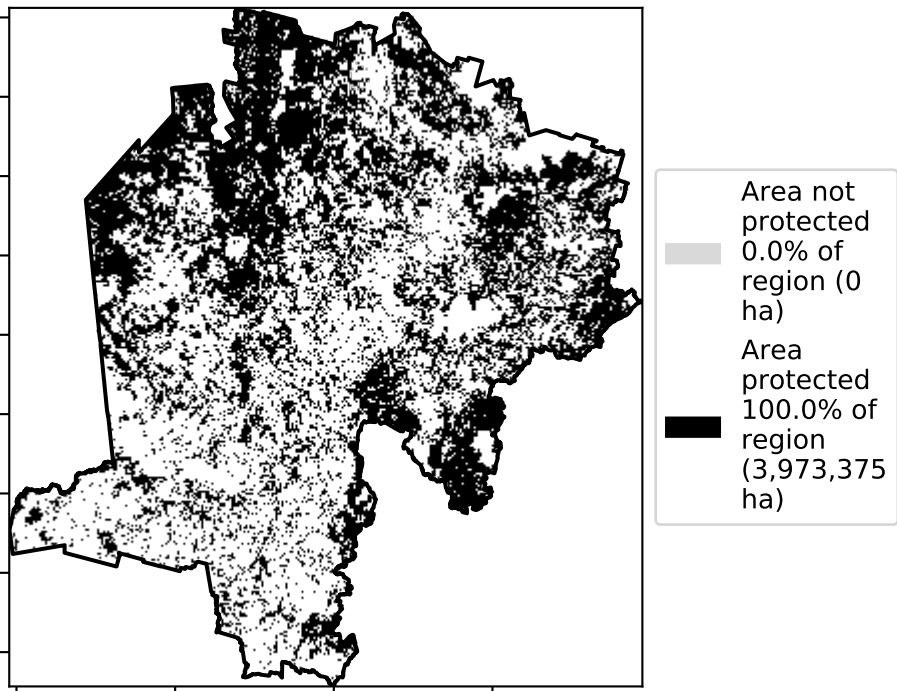 Area not
protected
0.0% of
region (0
ha)
Area
protected
100.0% of
region
(3,973,375
ha)